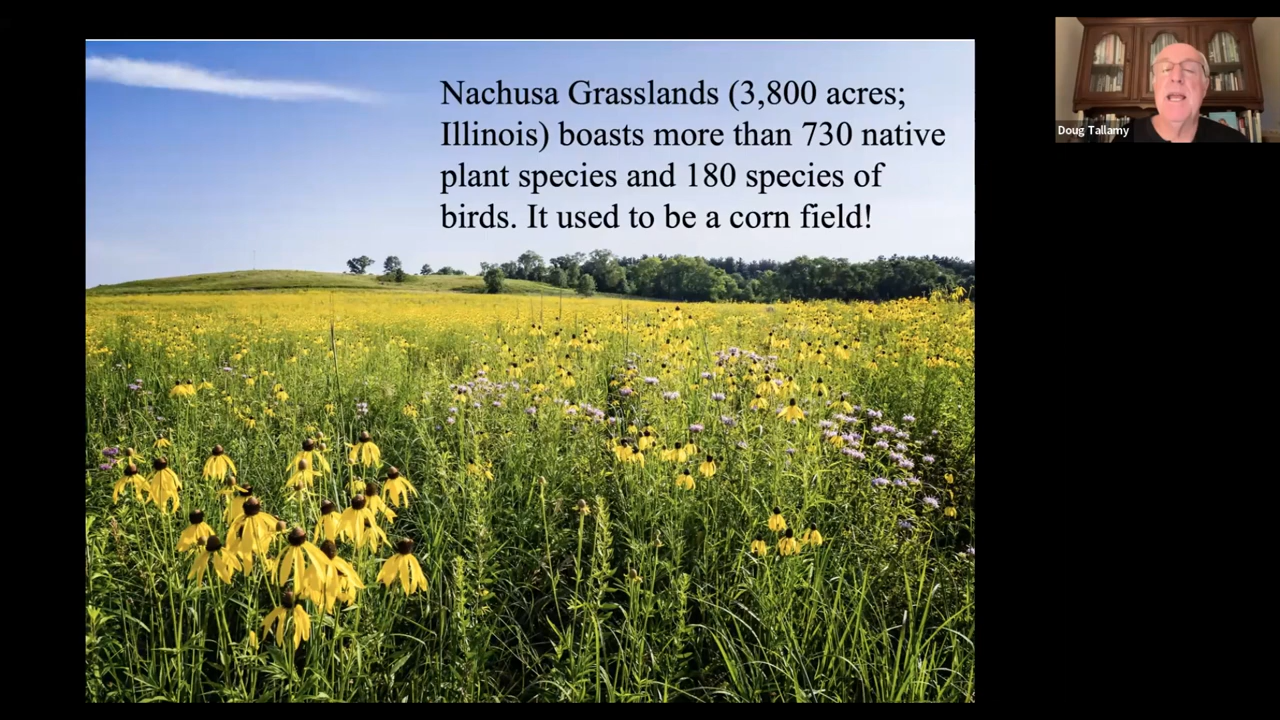 Nachusa Grasslands (3,800 acres;
Illinois) boasts more than 730 native
plant species and 180 species of
birds. It used to be a corn field!
Doug Tallamy